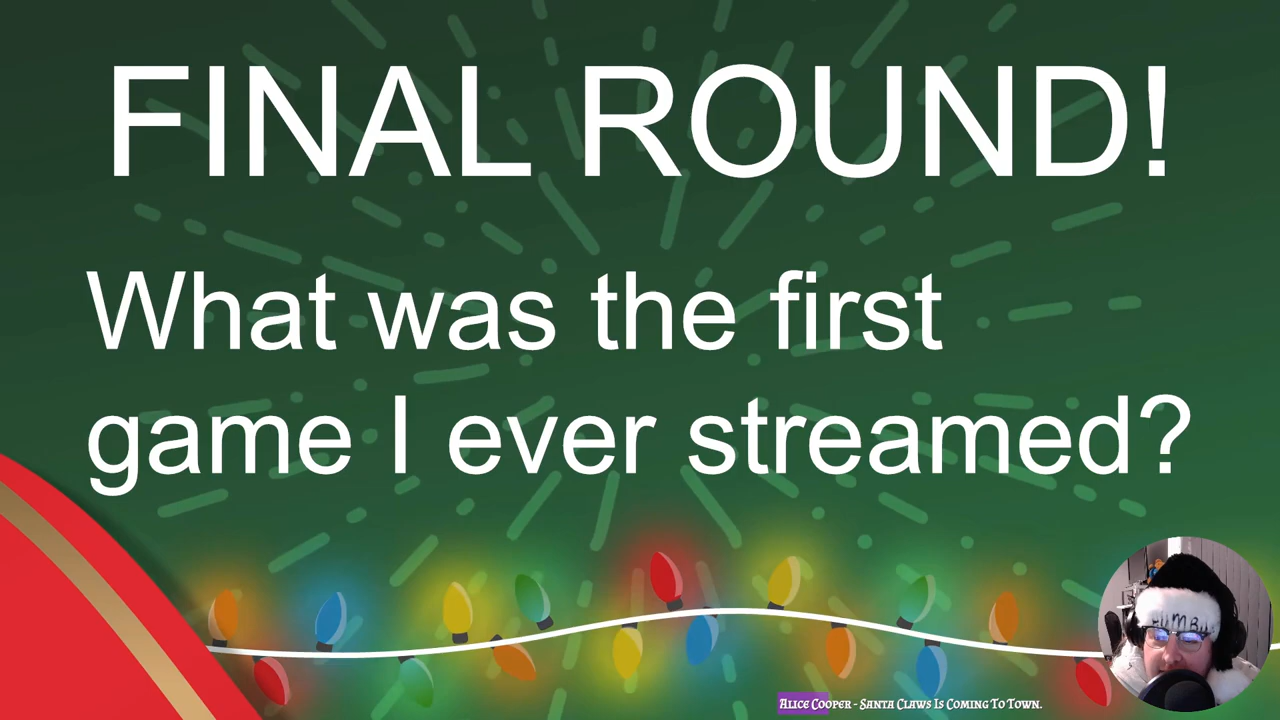 FINAL ROUND!
What was the first
game I ever streamed?
Alice Cooper - Santa Claws Is Coming To Town.